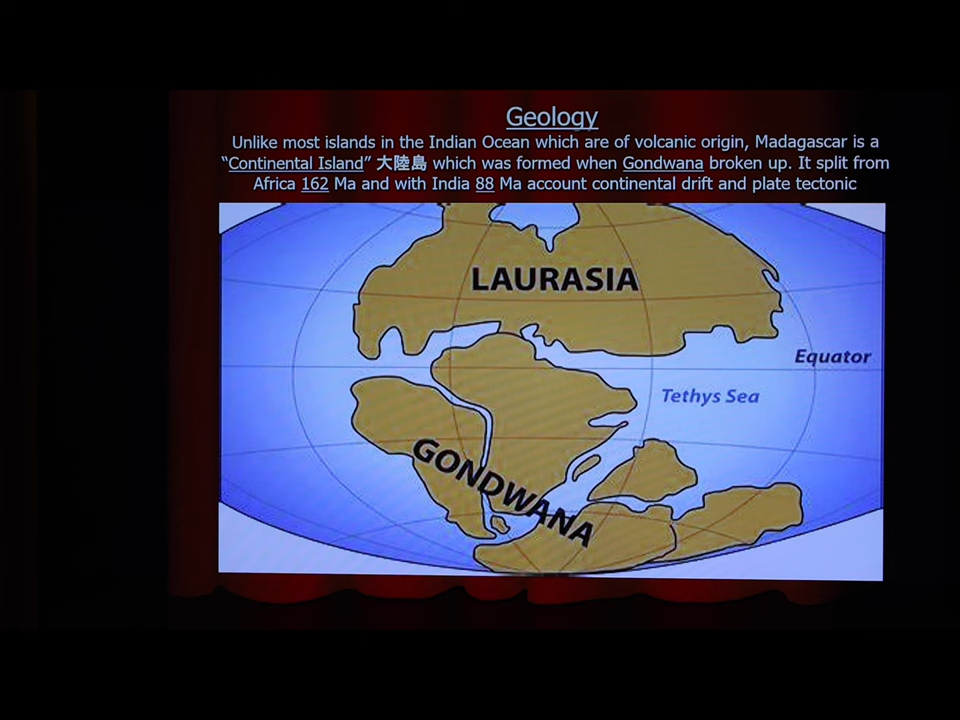 Geology
Unlike most islands in the Indian Ocean which are of volcanic origin, Madagascar is a
“Continental Island” 大陸島 which was formed when Gondwana broken up. It split from
Africa 162 Ma and with India 88 Ma account continental drift and plate tectonic
LAURASIA
Equator
Tethys Sea
GONDWANA